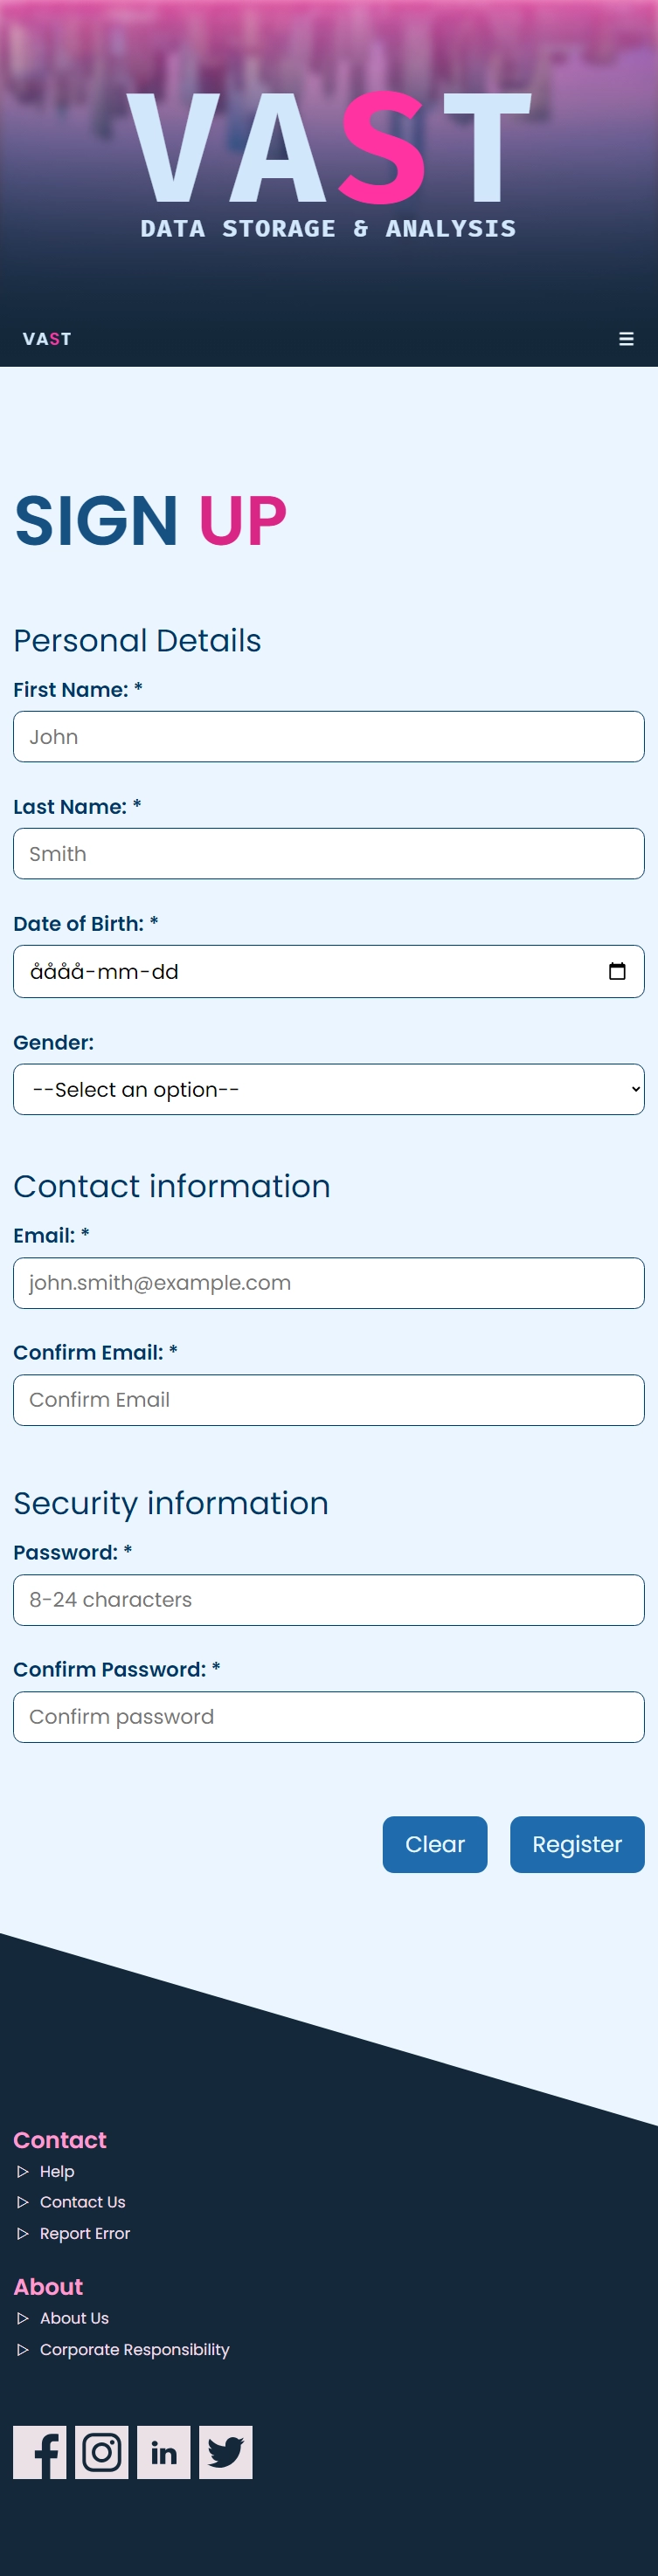 VAST
DATA STORAGE & ANALYSIS
VAST
SIGN UP
Personal Details
First Name: *
John
Last Name: *
Smith
Date of Birth: *
åååå-mm-dd
Gender:
--Select an option--
Contact information
Email: *
john.smith@example.com
Confirm Email: *
Confirm Email
Security information
Password: *
8-24 characters
Confirm Password: *
Confirm password
Clear Register
Contact
Help
Contact Us
Report Error
About
About Us
Corporate Responsibility